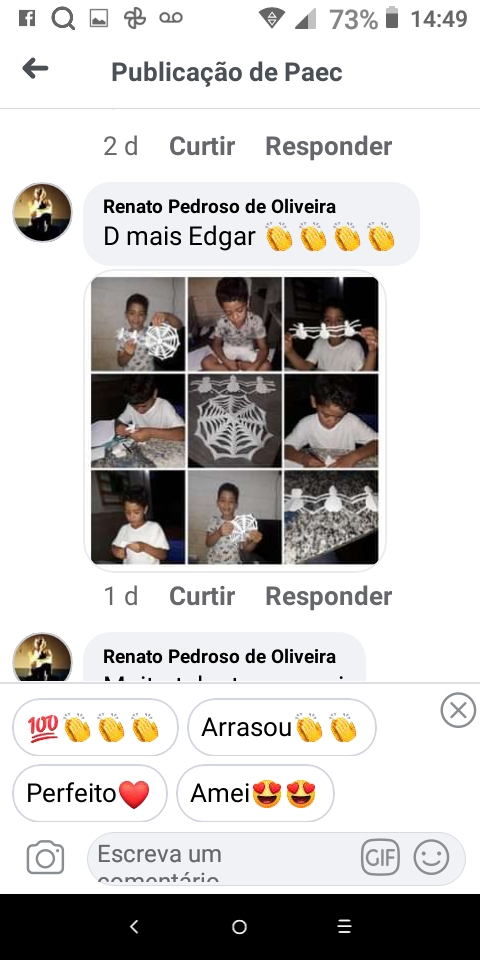 73% 14:49
Publicação de Paec
2 d Curtir Responder
Renato Pedroso de Oliveira
D mais Edgar 👏👏👏👏
1 d Curtir Responder
Renato Pedroso de Oliveira
💯👏👏👏 Arrasou👏👏
Perfeito❤️ Amei😍😍
Escreva um
comentário
GIF